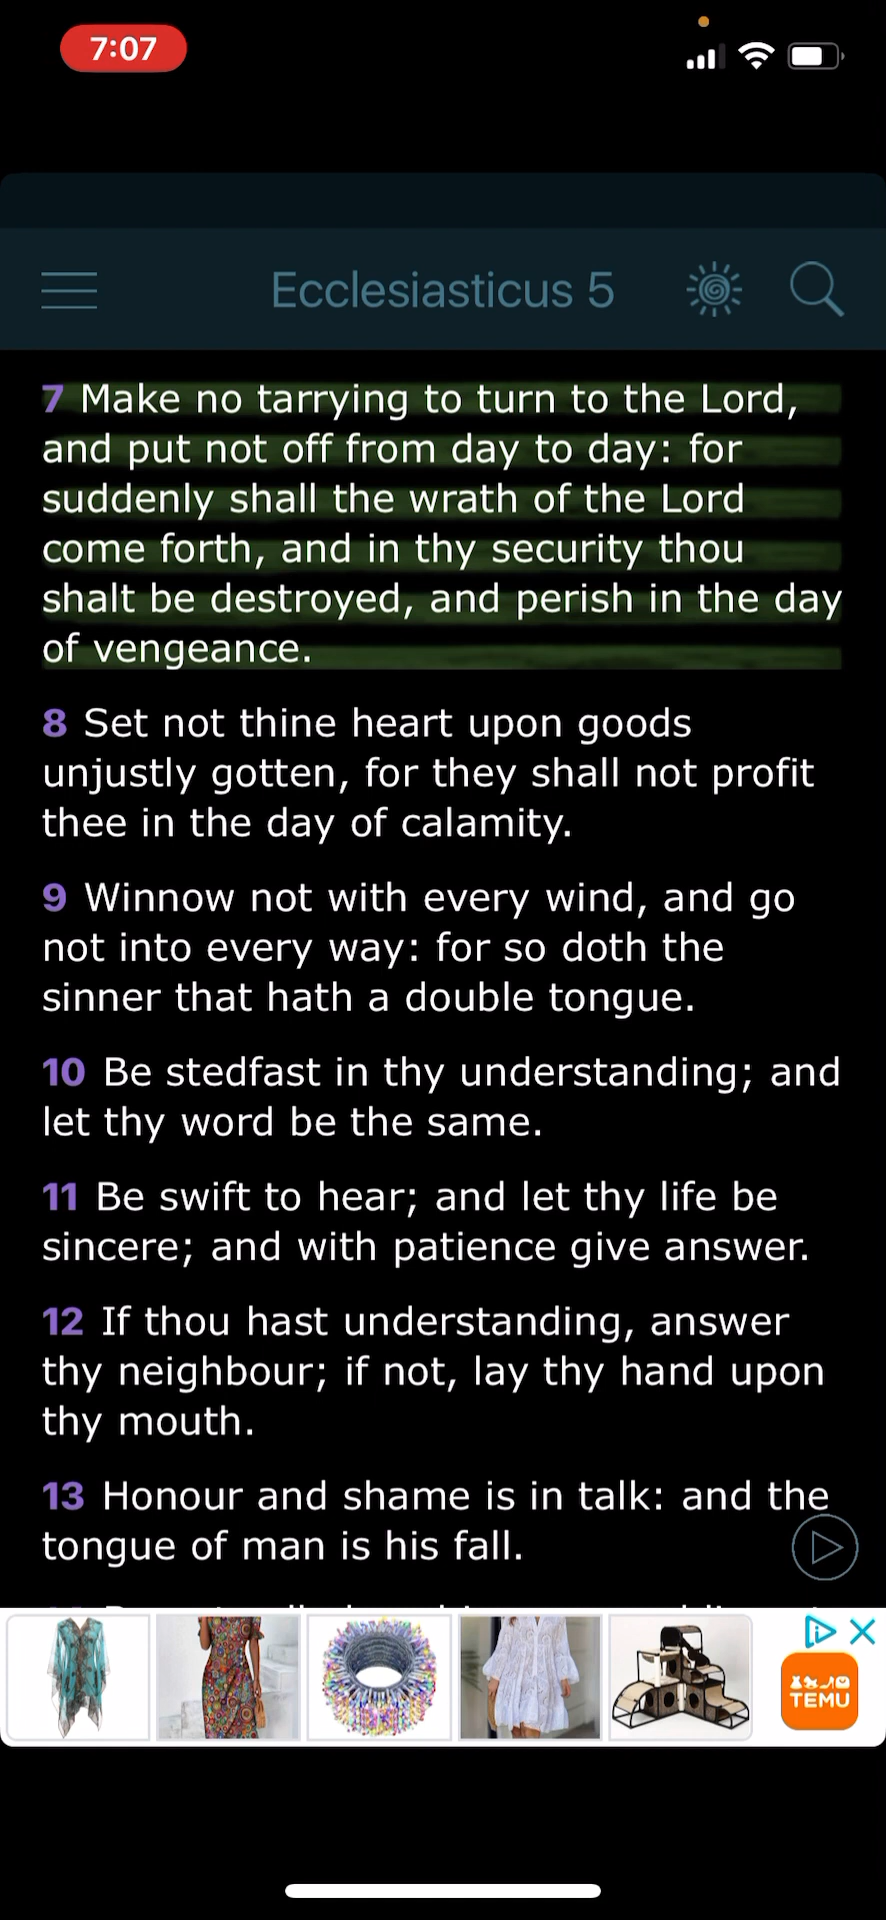 7:07
Ecclesiasticus 5
7 Make no tarrying to turn to the Lord,
and put not off from day to day: for
suddenly shall the wrath of the Lord
come forth, and in thy security thou
shalt be destroyed, and perish in the day
of vengeance.
8 Set not thine heart upon goods
unjustly gotten, for they shall not profit
thee in the day of calamity.
9 Winnow not with every wind, and go
not into every way: for so doth the
sinner that hath a double tongue.
10 Be stedfast in thy understanding; and
let thy word be the same.
11 Be swift to hear; and let thy life be
sincere; and with patience give answer.
12 If thou hast understanding, answer
thy neighbour; if not, lay thy hand upon
thy mouth.
13 Honour and shame is in talk: and the
tongue of man is his fall.
TEMU